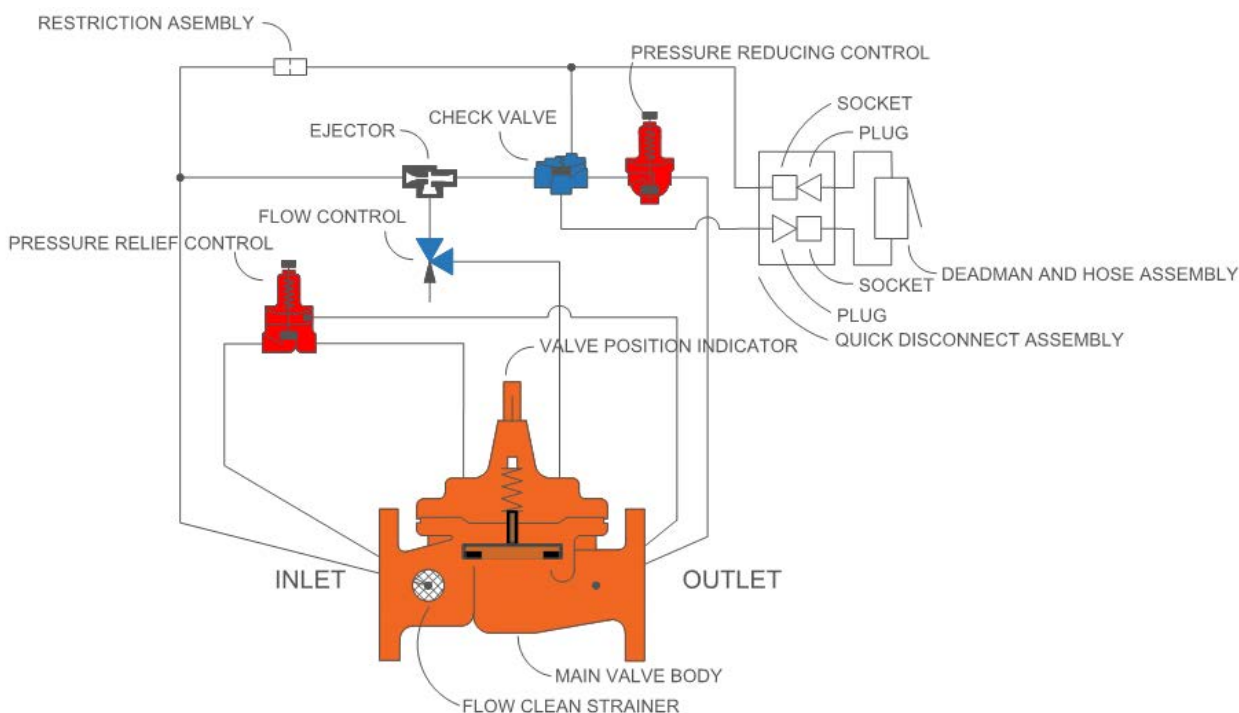 RESTRICTION ASEMBLY
PRESSURE REDUCING CONTROL
SOCKET
CHECK VALVE
EJECTOR
PLUG
FLOW CONTROL
PRESSURE RELIEF CONTROL
DEADMAN AND HOSE ASSEMBLY
SOCKET
PLUG
QUICK DISCONNECT ASSEMBLY
VALVE POSITION INDICATOR
INLET
OUTLET
MAIN VALVE BODY
FLOW CLEAN STRAINER